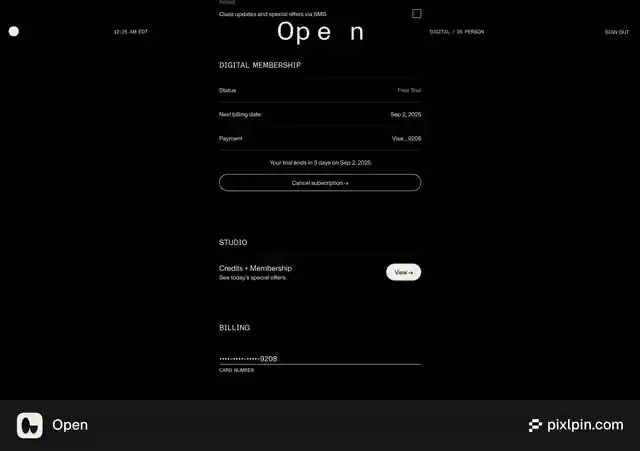 Class updates and special offers via SMS
Open
12:25 AM EDT
DIGITAL / IN PERSON
SIGN OUT
DIGITAL MEMBERSHIP
Status
Free Trial
Next billing date
Sep 2, 2025
Payment
Visa...9208
Your trial ends in 3 days on Sep 2, 2025.
Cancel subscription→
STUDIO
Credits + Membership
See today's special offers.
View→
BILLING
••••-••••-••••-9208
CARD NUMBER
Open
pixlpin.com